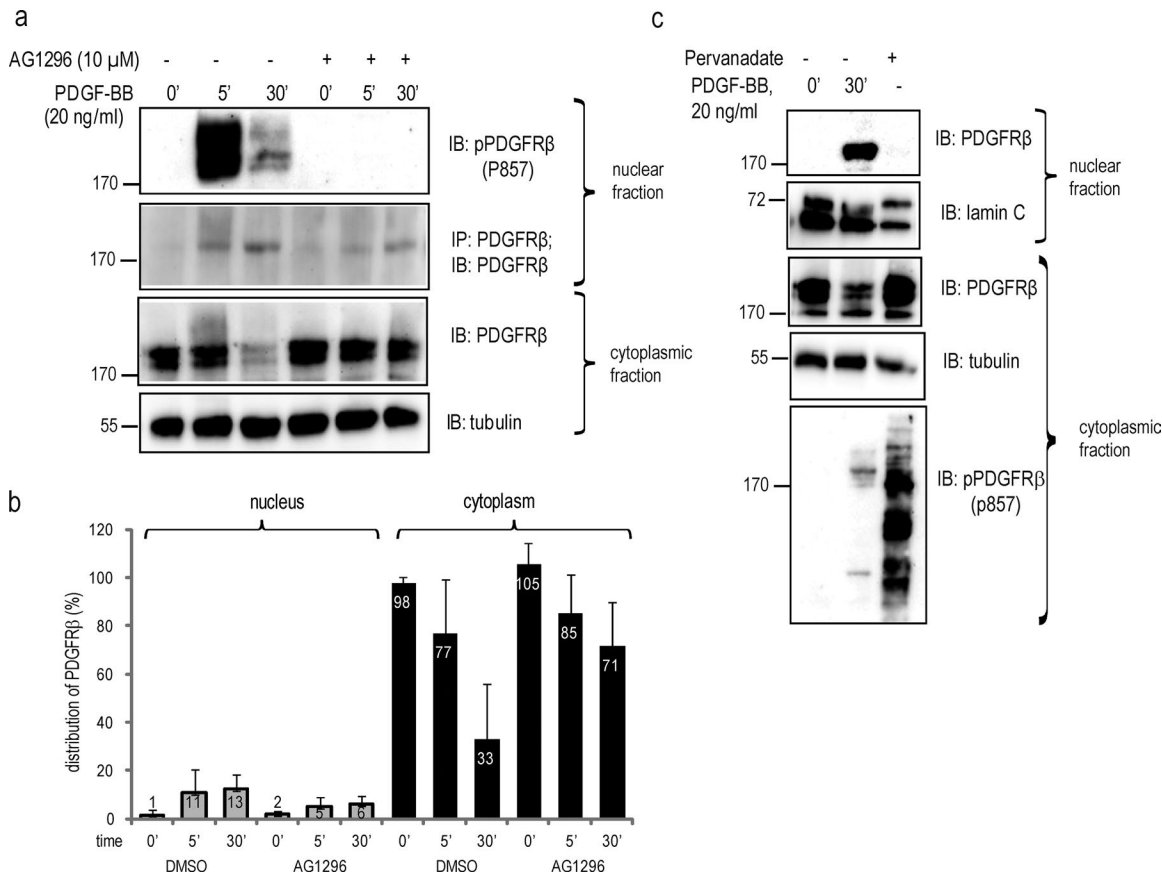 a
AG1296 (10 µM) - - - + + +
PDGF-BB 0' 5' 30' 0' 5' 30'
(20 ng/ml)
170
IB: pPDGFRβ
(P857)
170
IP: PDGFRβ;
IB: PDGFRβ
nuclear
fraction
170
IB: PDGFRβ
55
IB: tubulin
cytoplasmic
fraction
c
Pervanadate - - +
PDGF-BB, 0' 30' -
20 ng/ml
170
IB: PDGFRβ
72
IB: lamin C
nuclear
fraction
170
IB: PDGFRβ
55
IB: tubulin
170
IB: pPDGFRβ
(p857)
cytoplasmic
fraction
b
nucleus cytoplasm
distribution of PDGFRβ (%)
120
100
80
60
40
20
0
1 11 13 2 5 6 98 77 33 105 85 71
time 0' 5' 30' 0' 5' 30' 0' 5' 30' 0' 5' 30'
DMSO AG1296 DMSO AG1296